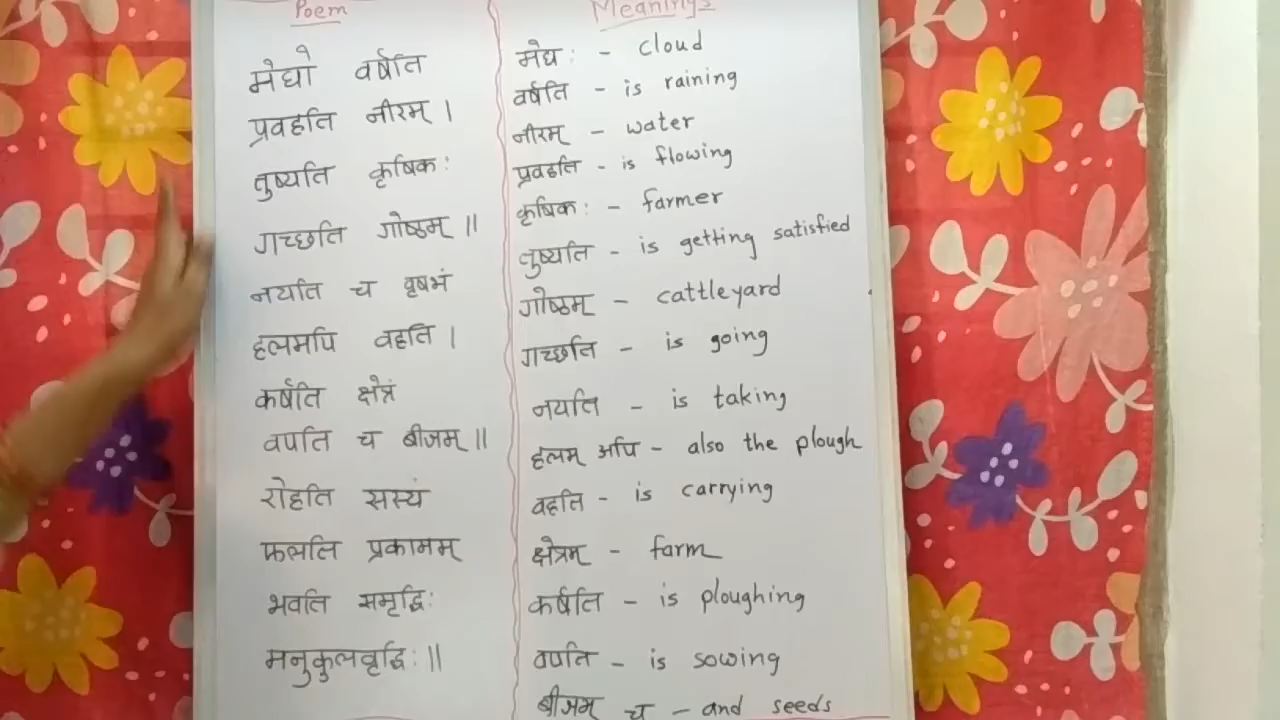 Poem
मेघो वर्षति
प्रवहति नीरम् ।
तुष्यति कृषिकः
गच्छति गोष्ठम् ॥
नयति च वृषभं
हलमपि वहति ।
कर्षति क्षेत्रं
वपति च बीजम् ॥
रोहति सस्यं
फलति प्रकामम्
भवति समृद्धिः
मनुकुलवृद्धिः ॥
Meanings
मेघः - cloud
वर्षति - is raining
नीरम् - water
प्रवहति - is flowing
कृषिकः - farmer
तुष्यति - is getting satisfied
गोष्ठम् - cattleyard
गच्छति - is going
नयति - is taking
हलम् अपि - also the plough
वहति - is carrying
क्षेत्रम् - farm
कर्षति - is ploughing
वपति - is sowing
बीजम् च - and seeds